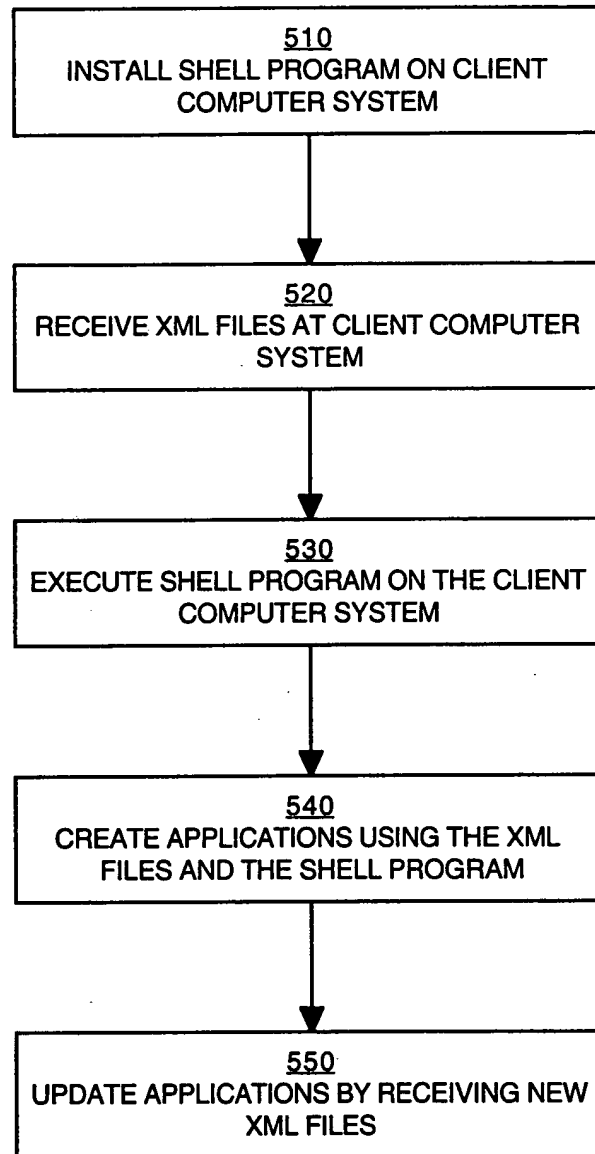 510
INSTALL SHELL PROGRAM ON CLIENT
COMPUTER SYSTEM
520
RECEIVE XML FILES AT CLIENT COMPUTER
SYSTEM
530
EXECUTE SHELL PROGRAM ON THE CLIENT
COMPUTER SYSTEM
540
CREATE APPLICATIONS USING THE XML
FILES AND THE SHELL PROGRAM
550
UPDATE APPLICATIONS BY RECEIVING NEW
XML FILES